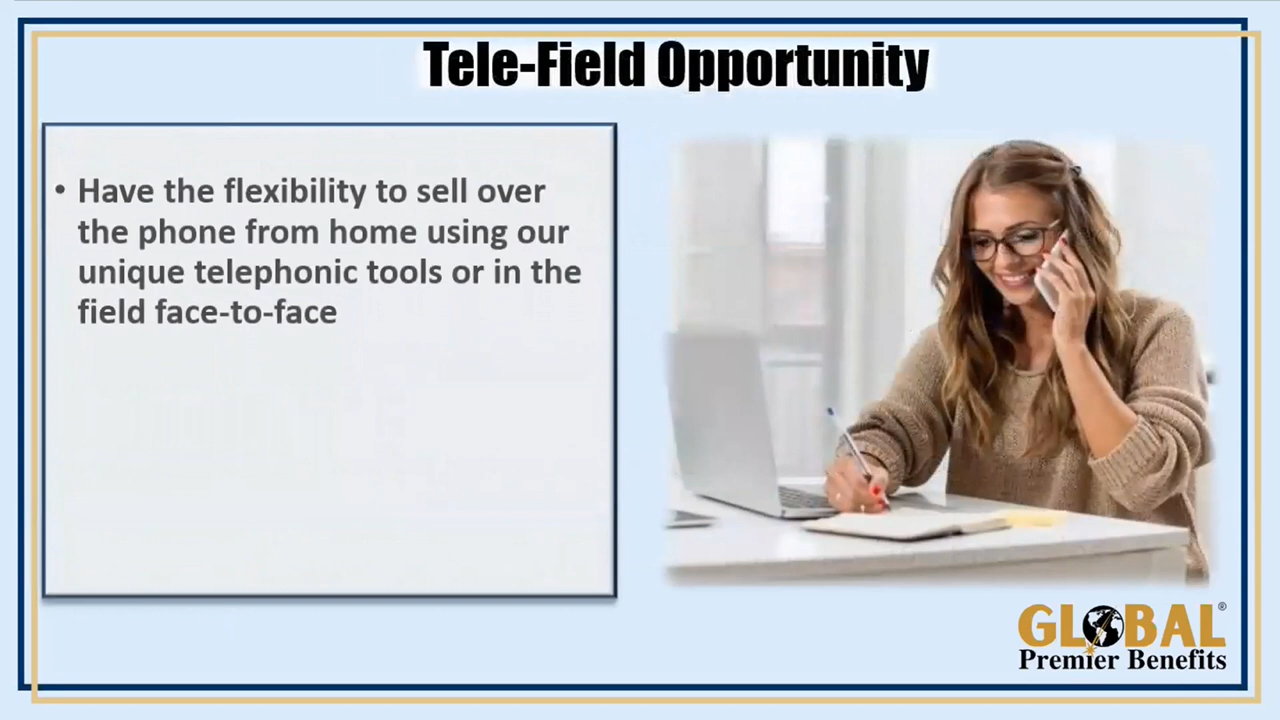 Tele-Field Opportunity
• Have the flexibility to sell over
the phone from home using our
unique telephonic tools or in the
field face-to-face
GLOBAL®
Premier Benefits